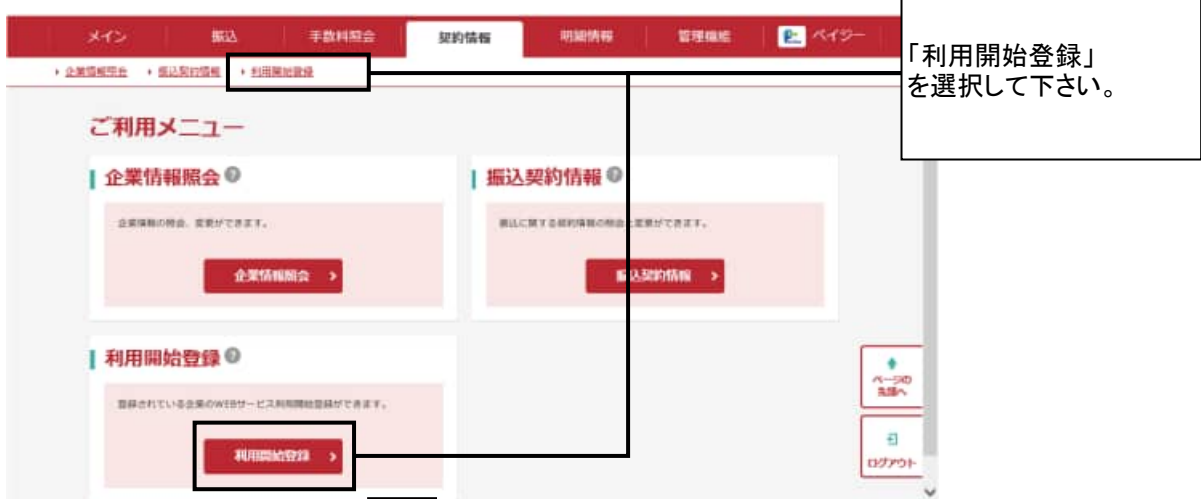 メイン 振込 手数料照会 契約情報 明細情報 管理機能 ペイジー
企業情報照会 振込契約情報 利用開始登録
「利用開始登録」
を選択して下さい。
ご利用メニュー
企業情報照会 ?
振込契約情報 ?
企業情報の照会、変更ができます。
振込に関する契約情報の照会と変更ができます。
企業情報照会 >
振込契約情報 >
利用開始登録 ?
登録されている企業のWEBサービス利用開始登録ができます。
利用開始登録 >
ページの
先頭へ
ログアウト